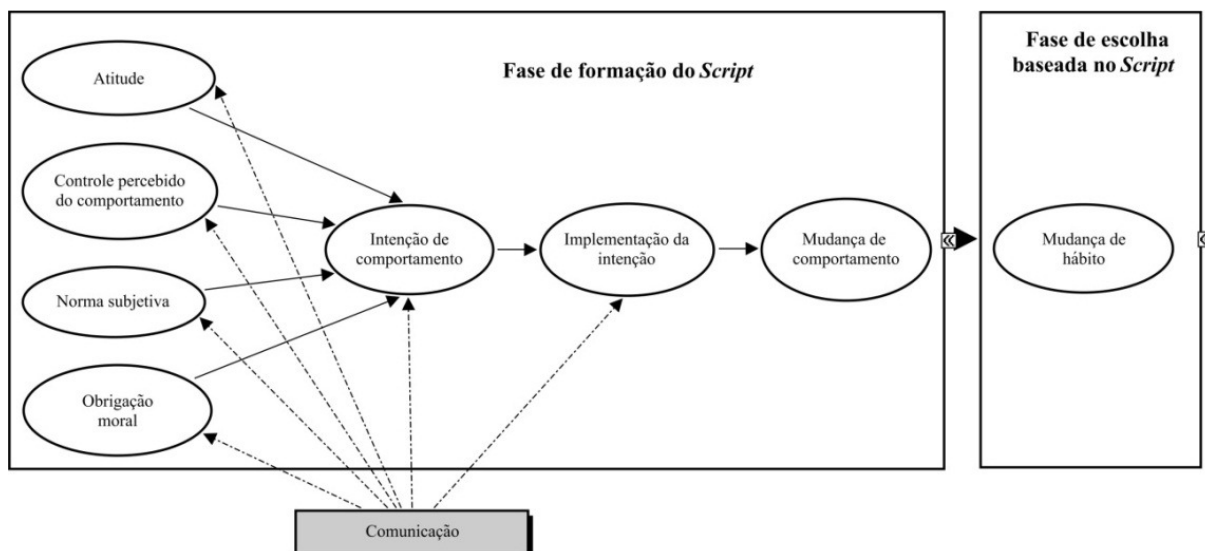 Fase de formação do Script
Fase de escolha
baseada no Script
Atitude
Controle percebido
do comportamento
Norma subjetiva
Obrigação
moral
Intenção de
comportamento
Implementação da
intenção
Mudança de
comportamento
Mudança de
hábito
Comunicação